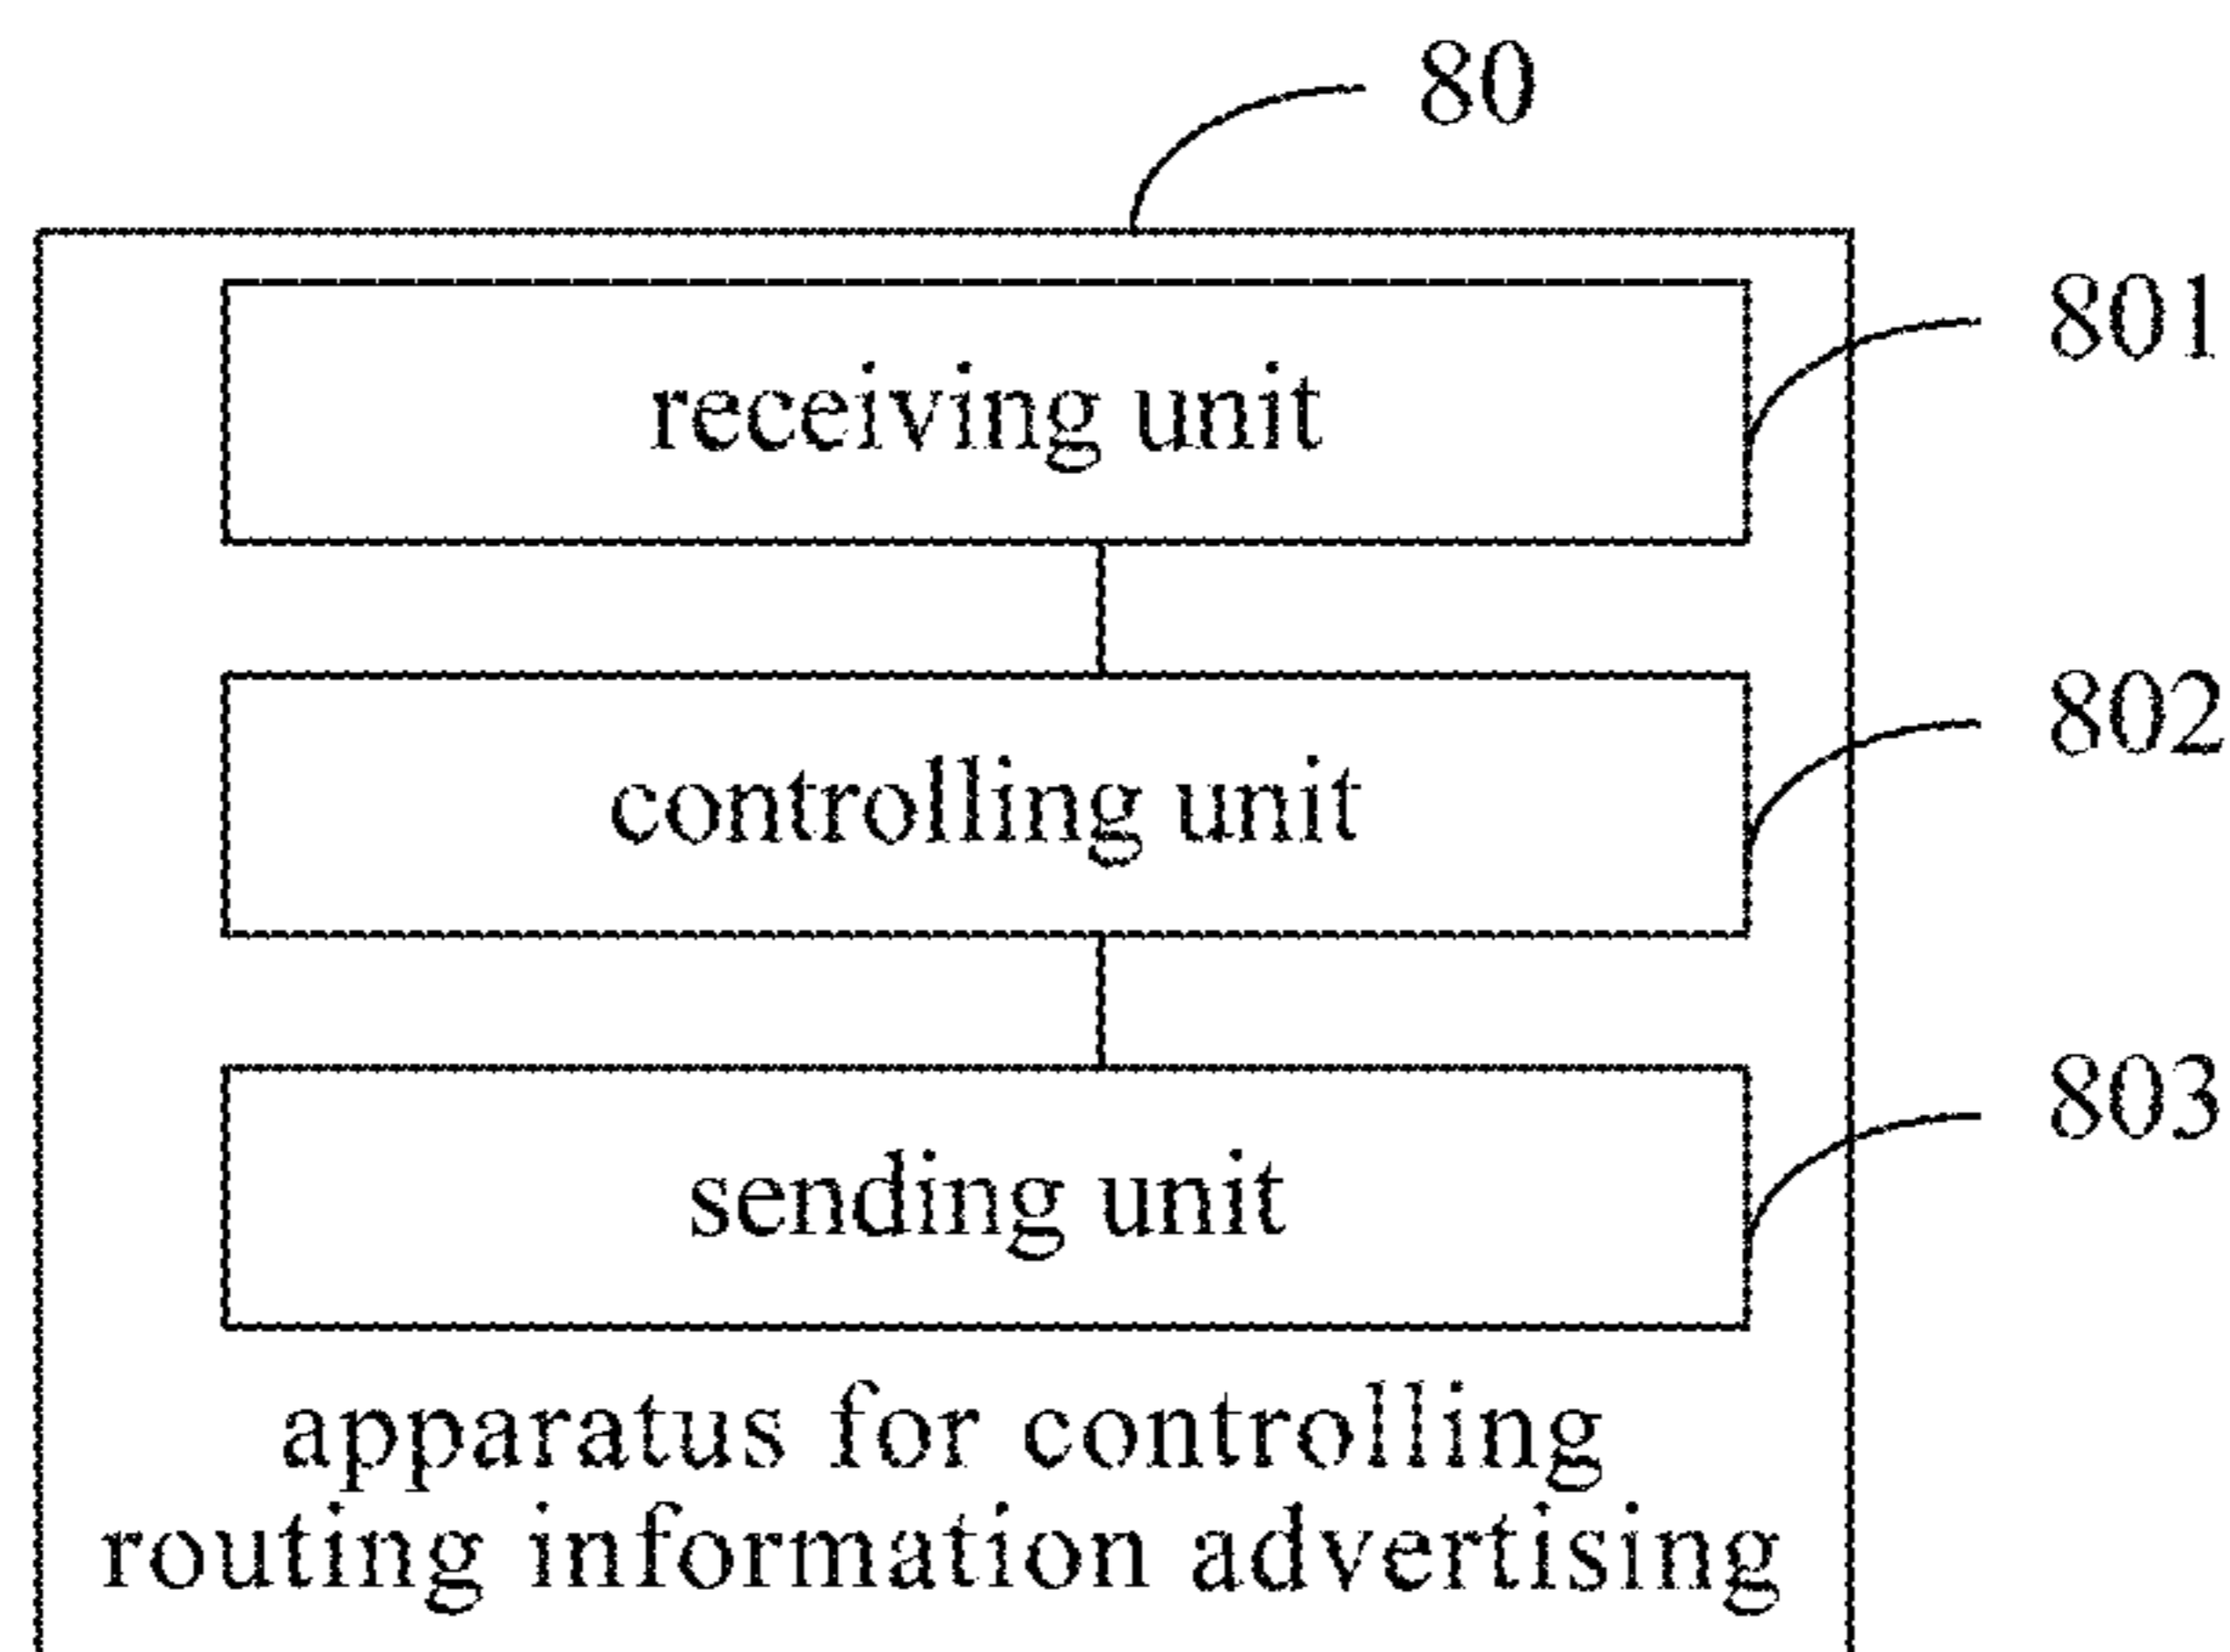 80
801
receiving unit
802
controlling unit
803
sending unit
apparatus for controlling
routing information advertising